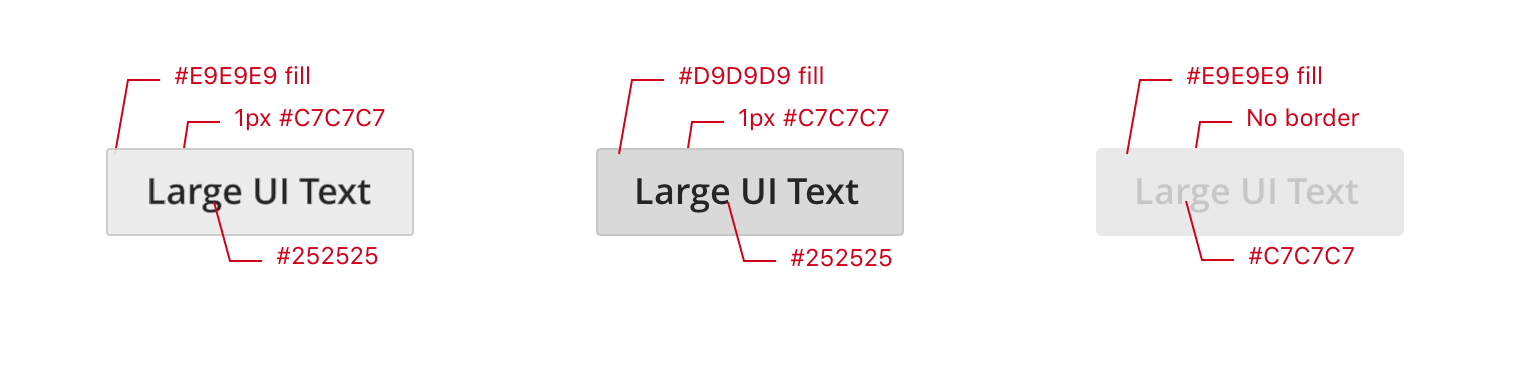 #E9E9E9 fill
1px #C7C7C7
Large UI Text
#252525
#D9D9D9 fill
1px #C7C7C7
Large UI Text
#252525
#E9E9E9 fill
No border
Large UI Text
#C7C7C7